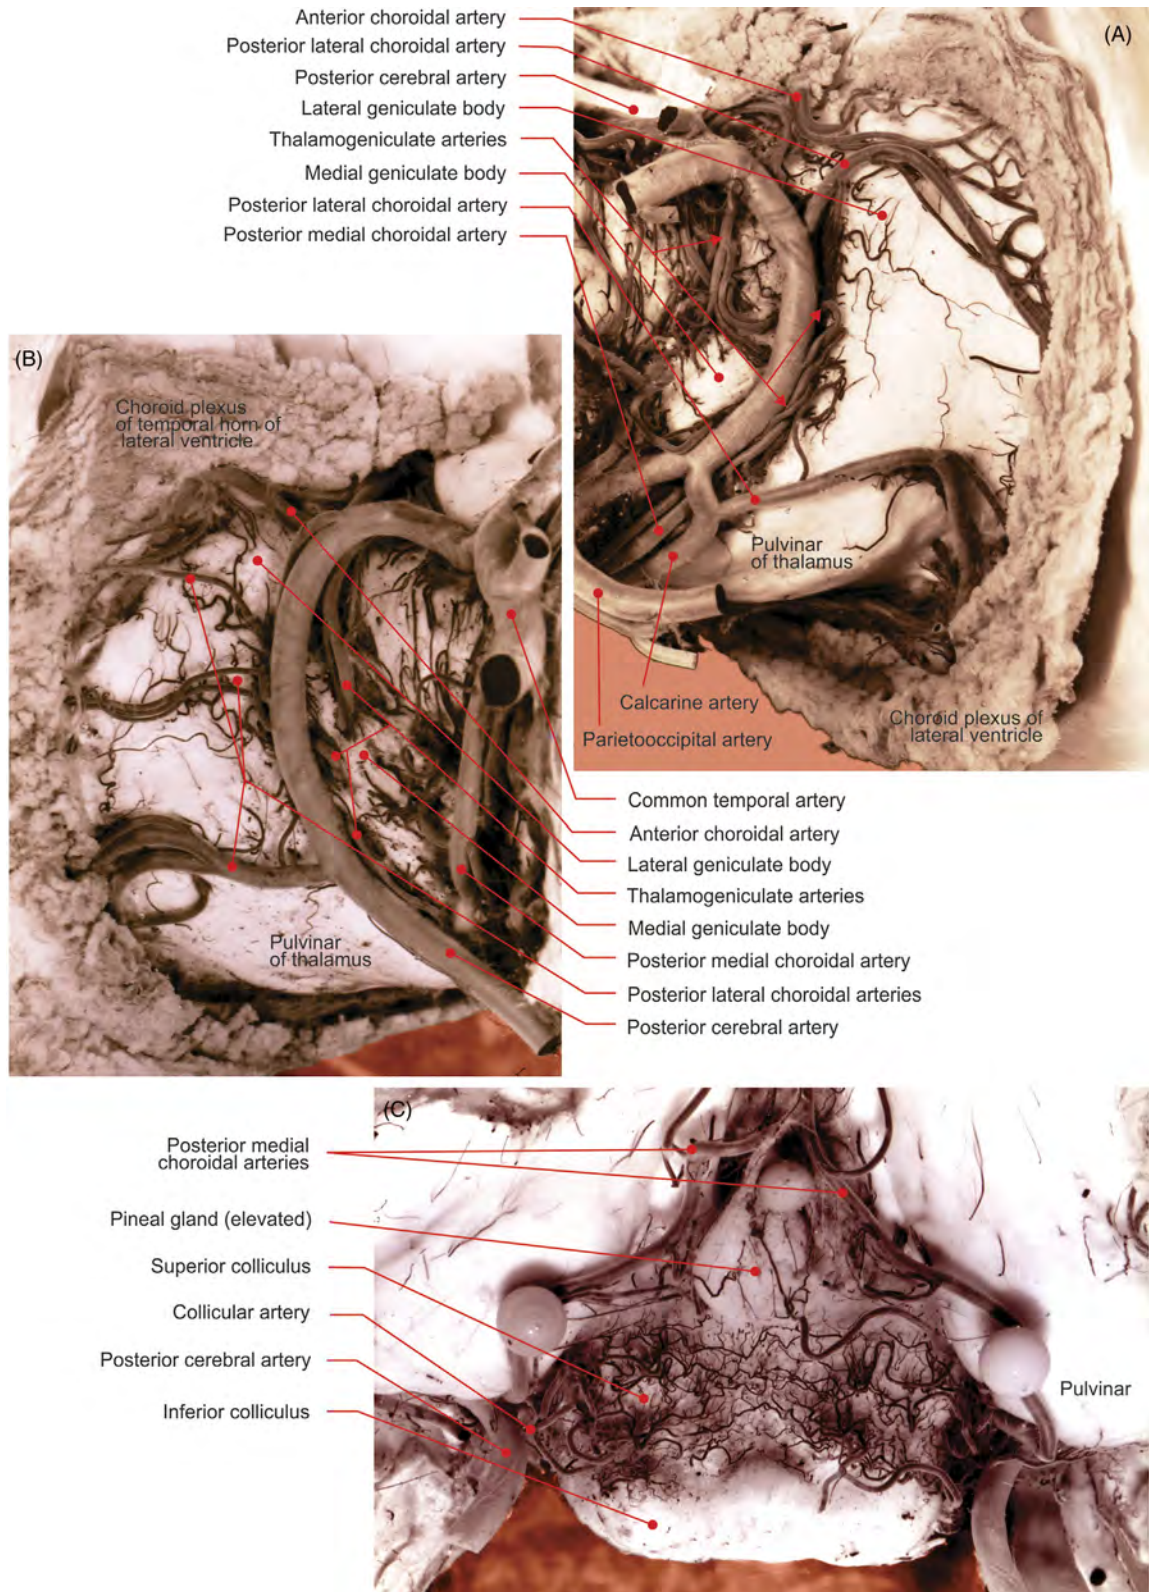 Anterior choroidal artery
Posterior lateral choroidal artery
Posterior cerebral artery
Lateral geniculate body
Thalamogeniculate arteries
Medial geniculate body
Posterior lateral choroidal artery
Posterior medial choroidal artery
(A)
Pulvinar
of thalamus
Calcarine artery
Parietooccipital artery
Choroid plexus of
lateral ventricle
(B)
Choroid plexus
of temporal horn of
lateral ventricle
Pulvinar
of thalamus
Common temporal artery
Anterior choroidal artery
Lateral geniculate body
Thalamogeniculate arteries
Medial geniculate body
Posterior medial choroidal artery
Posterior lateral choroidal arteries
Posterior cerebral artery
(C)
Posterior medial
choroidal arteries
Pineal gland (elevated)
Superior colliculus
Collicular artery
Posterior cerebral artery
Inferior colliculus
Pulvinar